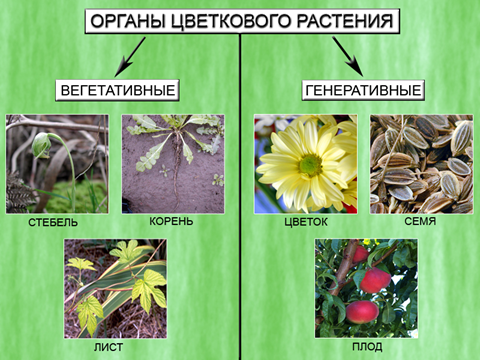 ОРГАНЫ ЦВЕТКОВОГО РАСТЕНИЯ
ВЕГЕТАТИВНЫЕ
ГЕНЕРАТИВНЫЕ
СТЕБЕЛЬ
КОРЕНЬ
ЦВЕТОК
СЕМЯ
ЛИСТ
ПЛОД